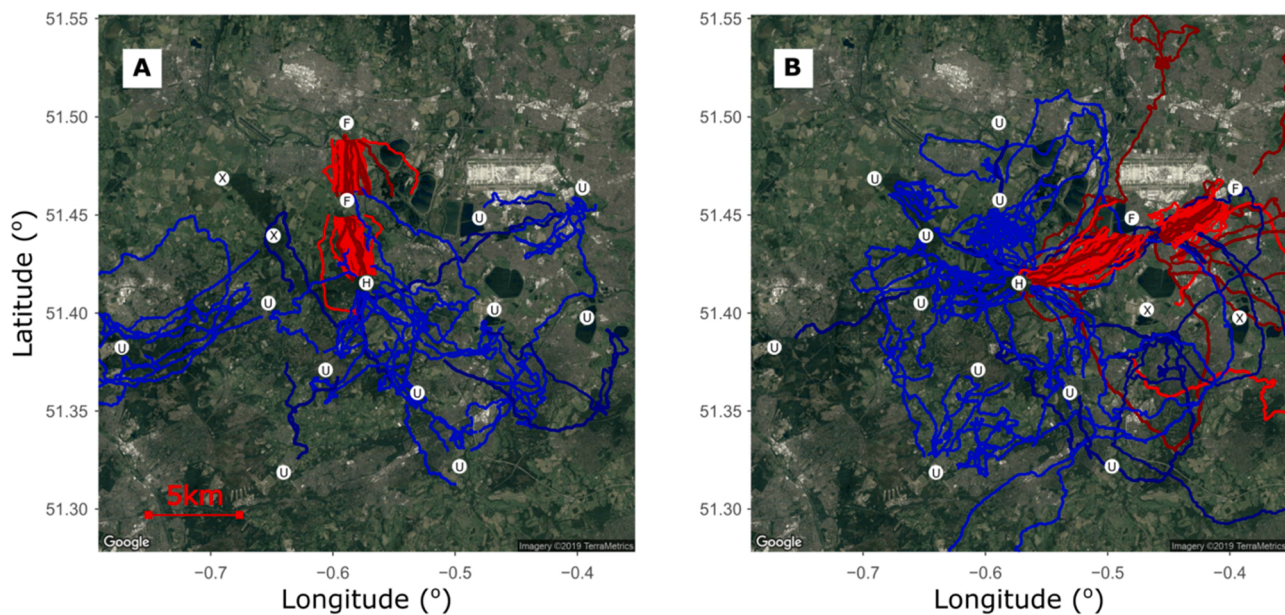 A
B
51.55
51.50
51.45
51.40
51.35
51.30
Latitude (o)
F
X
F
U
U
X
H
U
U
U
U
U
U
U
U
5km
Google
Imagery ©2019 TerraMetrics
−0.7
−0.6
−0.5
−0.4
Longitude (o)
U
U
U
F
F
U
H
U
X
X
U
U
U
U
U
51.55
51.50
51.45
51.40
51.35
51.30
Google
Imagery ©2019 TerraMetrics
−0.7
−0.6
−0.5
−0.4
Longitude (o)